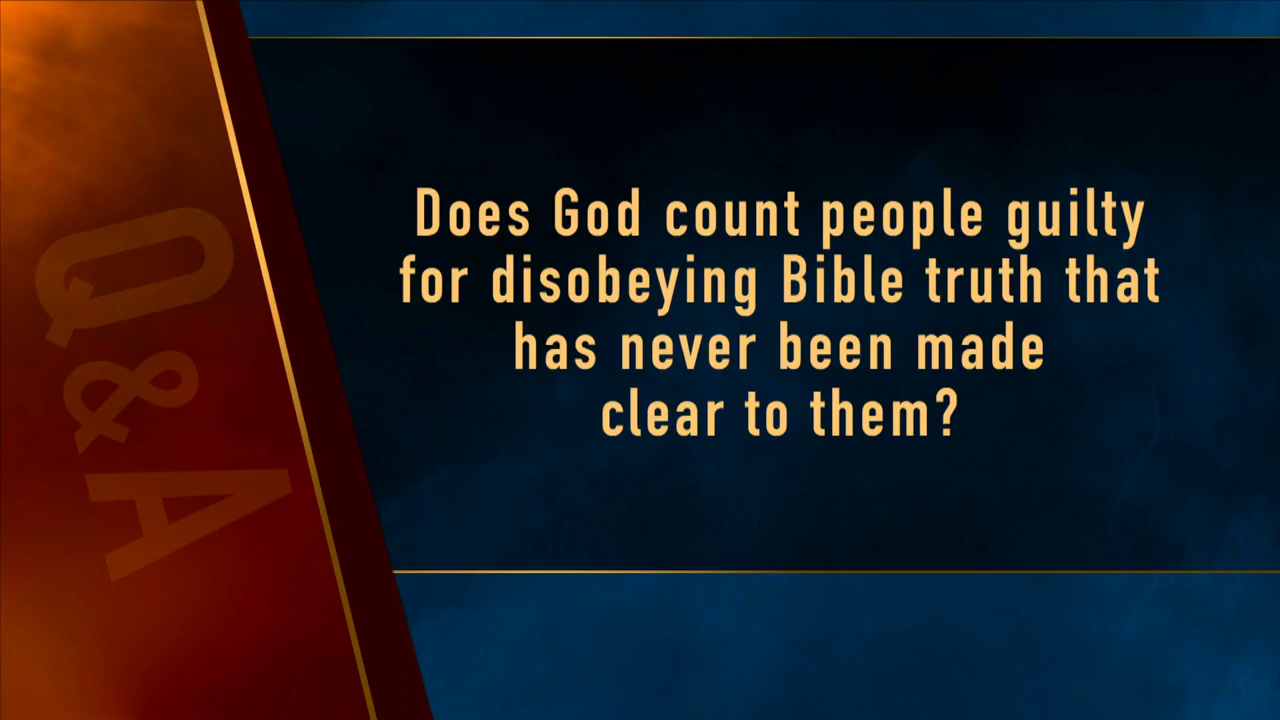 Q & A
Does God count people guilty
for disobeying Bible truth that
has never been made
clear to them?